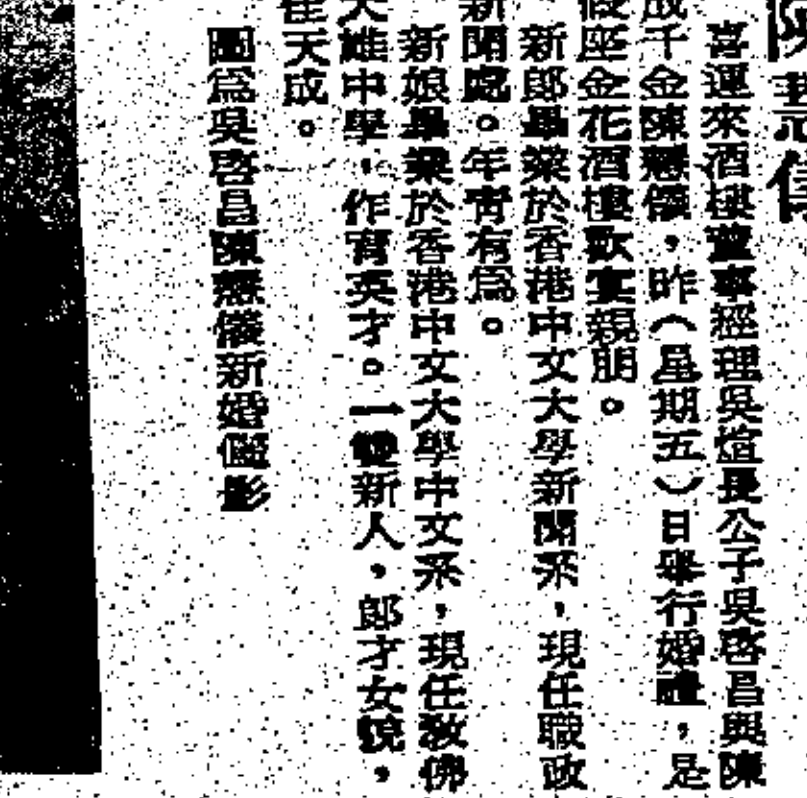 陳慧儀
喜運來酒樓董事經理吳煊長公子吳啓昌與陳
成千金陳慧儀，昨（星期五）日舉行婚禮，是
假座金花酒樓歡宴親朋。
新郎畢業於香港中文大學新聞系，現任職政
新聞處。年靑有爲。
新娘畢業於香港中文大學中文系，現任敎佛
大雄中學，作育英才。一雙新人，郞才女貌，
佳天成。
圖爲吳啓昌陳慧儀新婚儷影